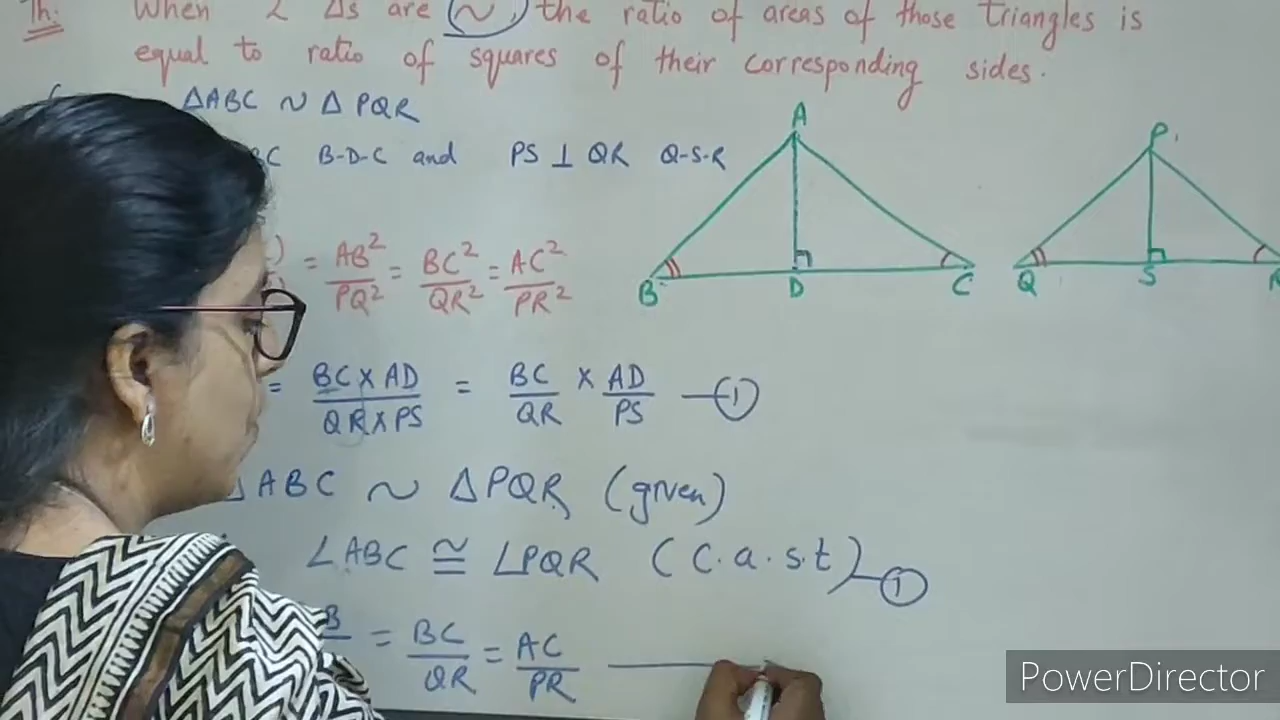 Th. When 2 Δs are ~, the ratio of areas of those triangles is
equal to ratio of squares of their corresponding sides.
ΔABC ~ Δ PQR
BC B-D-C and PS ⊥ QR Q-S-R
A
P
B D C
Q S R
= AB²/PQ² = BC²/QR² = AC²/PR²
= BC X AD / QR X PS = BC/QR X AD/PS —①
ΔABC ~ ΔPQR (given)
∠ABC ≅ ∠PQR (C.a.s.t) —①
B = BC/QR = AC/PR
PowerDirector